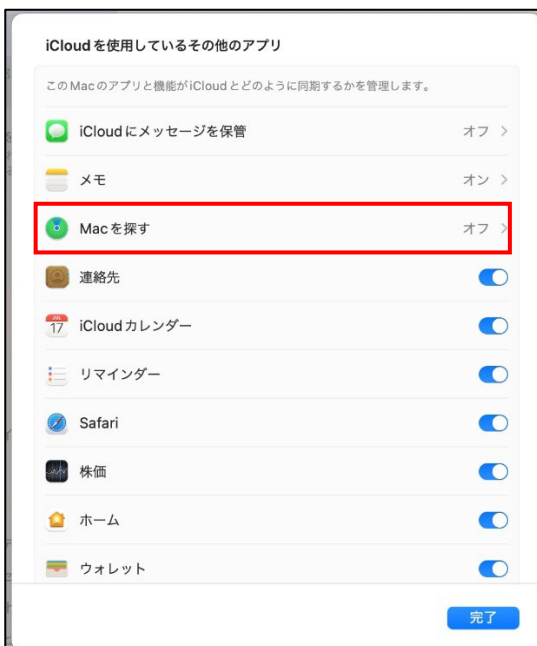 iCloudを使用しているその他のアプリ
このMacのアプリと機能がiCloudとどのように同期するかを管理します。
iCloudにメッセージを保管 オフ
メモ オン
Macを探す オフ
連絡先
JUL
17 iCloudカレンダー
リマインダー
Safari
株価
ホーム
ウォレット
完了